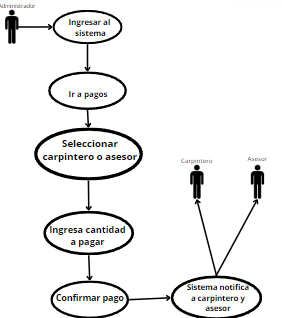 Administrador
Ingresar al
sistema
Ir a pagos
Seleccionar
carpintero o asesor
Carpintero
Asesor
Ingresa cantidad
a pagar
Confirmar pago
Sistema notifica
a carpintero y
asesor